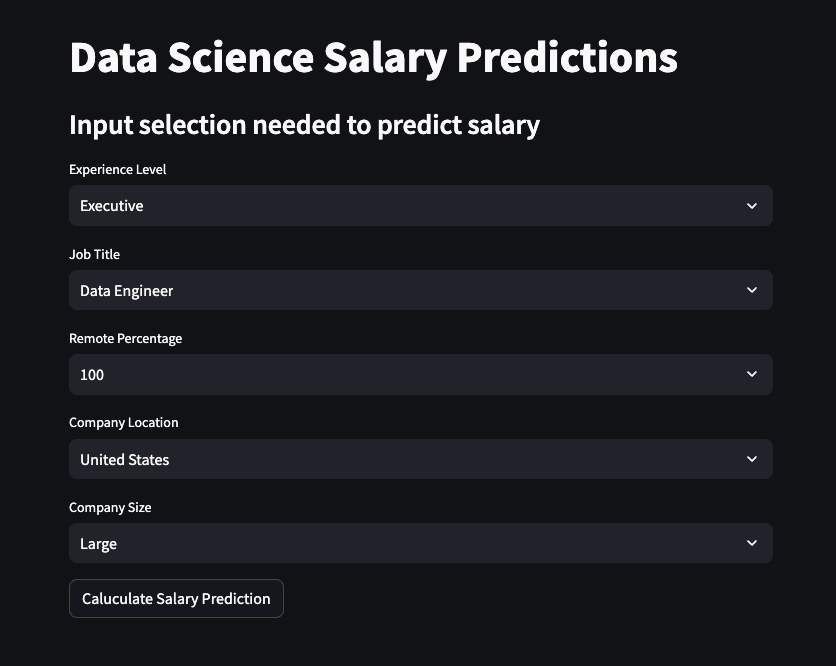 Data Science Salary Predictions
Input selection needed to predict salary
Experience Level
Executive
Job Title
Data Engineer
Remote Percentage
100
Company Location
United States
Company Size
Large
Caluculate Salary Prediction